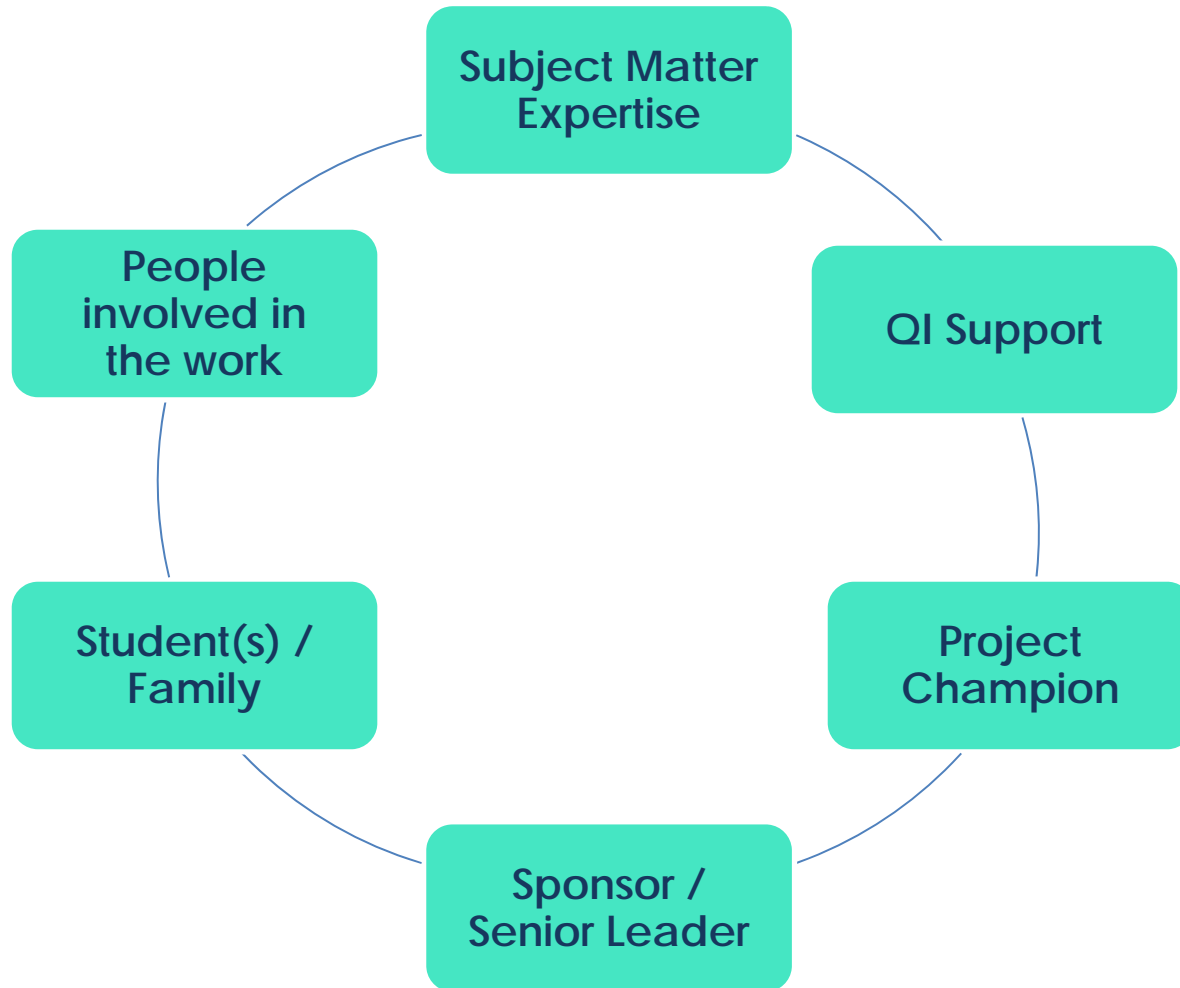 Subject Matter
Expertise
QI Support
Project
Champion
Sponsor /
Senior Leader
Student(s) /
Family
People
involved in
the work